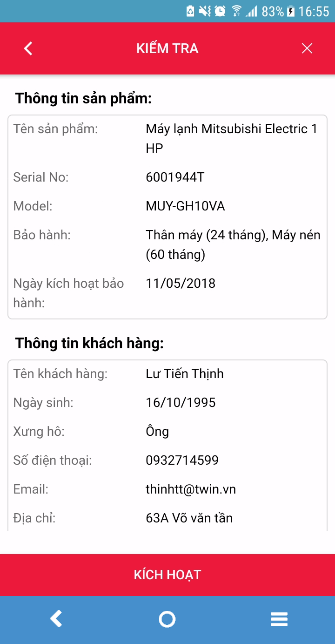 83% 16:55
KIỂM TRA
Thông tin sản phẩm:
Tên sản phẩm: Máy lạnh Mitsubishi Electric 1
HP
Serial No: 6001944T
Model: MUY-GH10VA
Bảo hành: Thân máy (24 tháng), Máy nén
(60 tháng)
Ngày kích hoạt bảo 11/05/2018
hành:
Thông tin khách hàng:
Tên khách hàng: Lư Tiến Thịnh
Ngày sinh: 16/10/1995
Xưng hô: Ông
Số điện thoại: 0932714599
Email: thinhtt@twin.vn
Địa chỉ: 63A Võ văn tần
KÍCH HOẠT